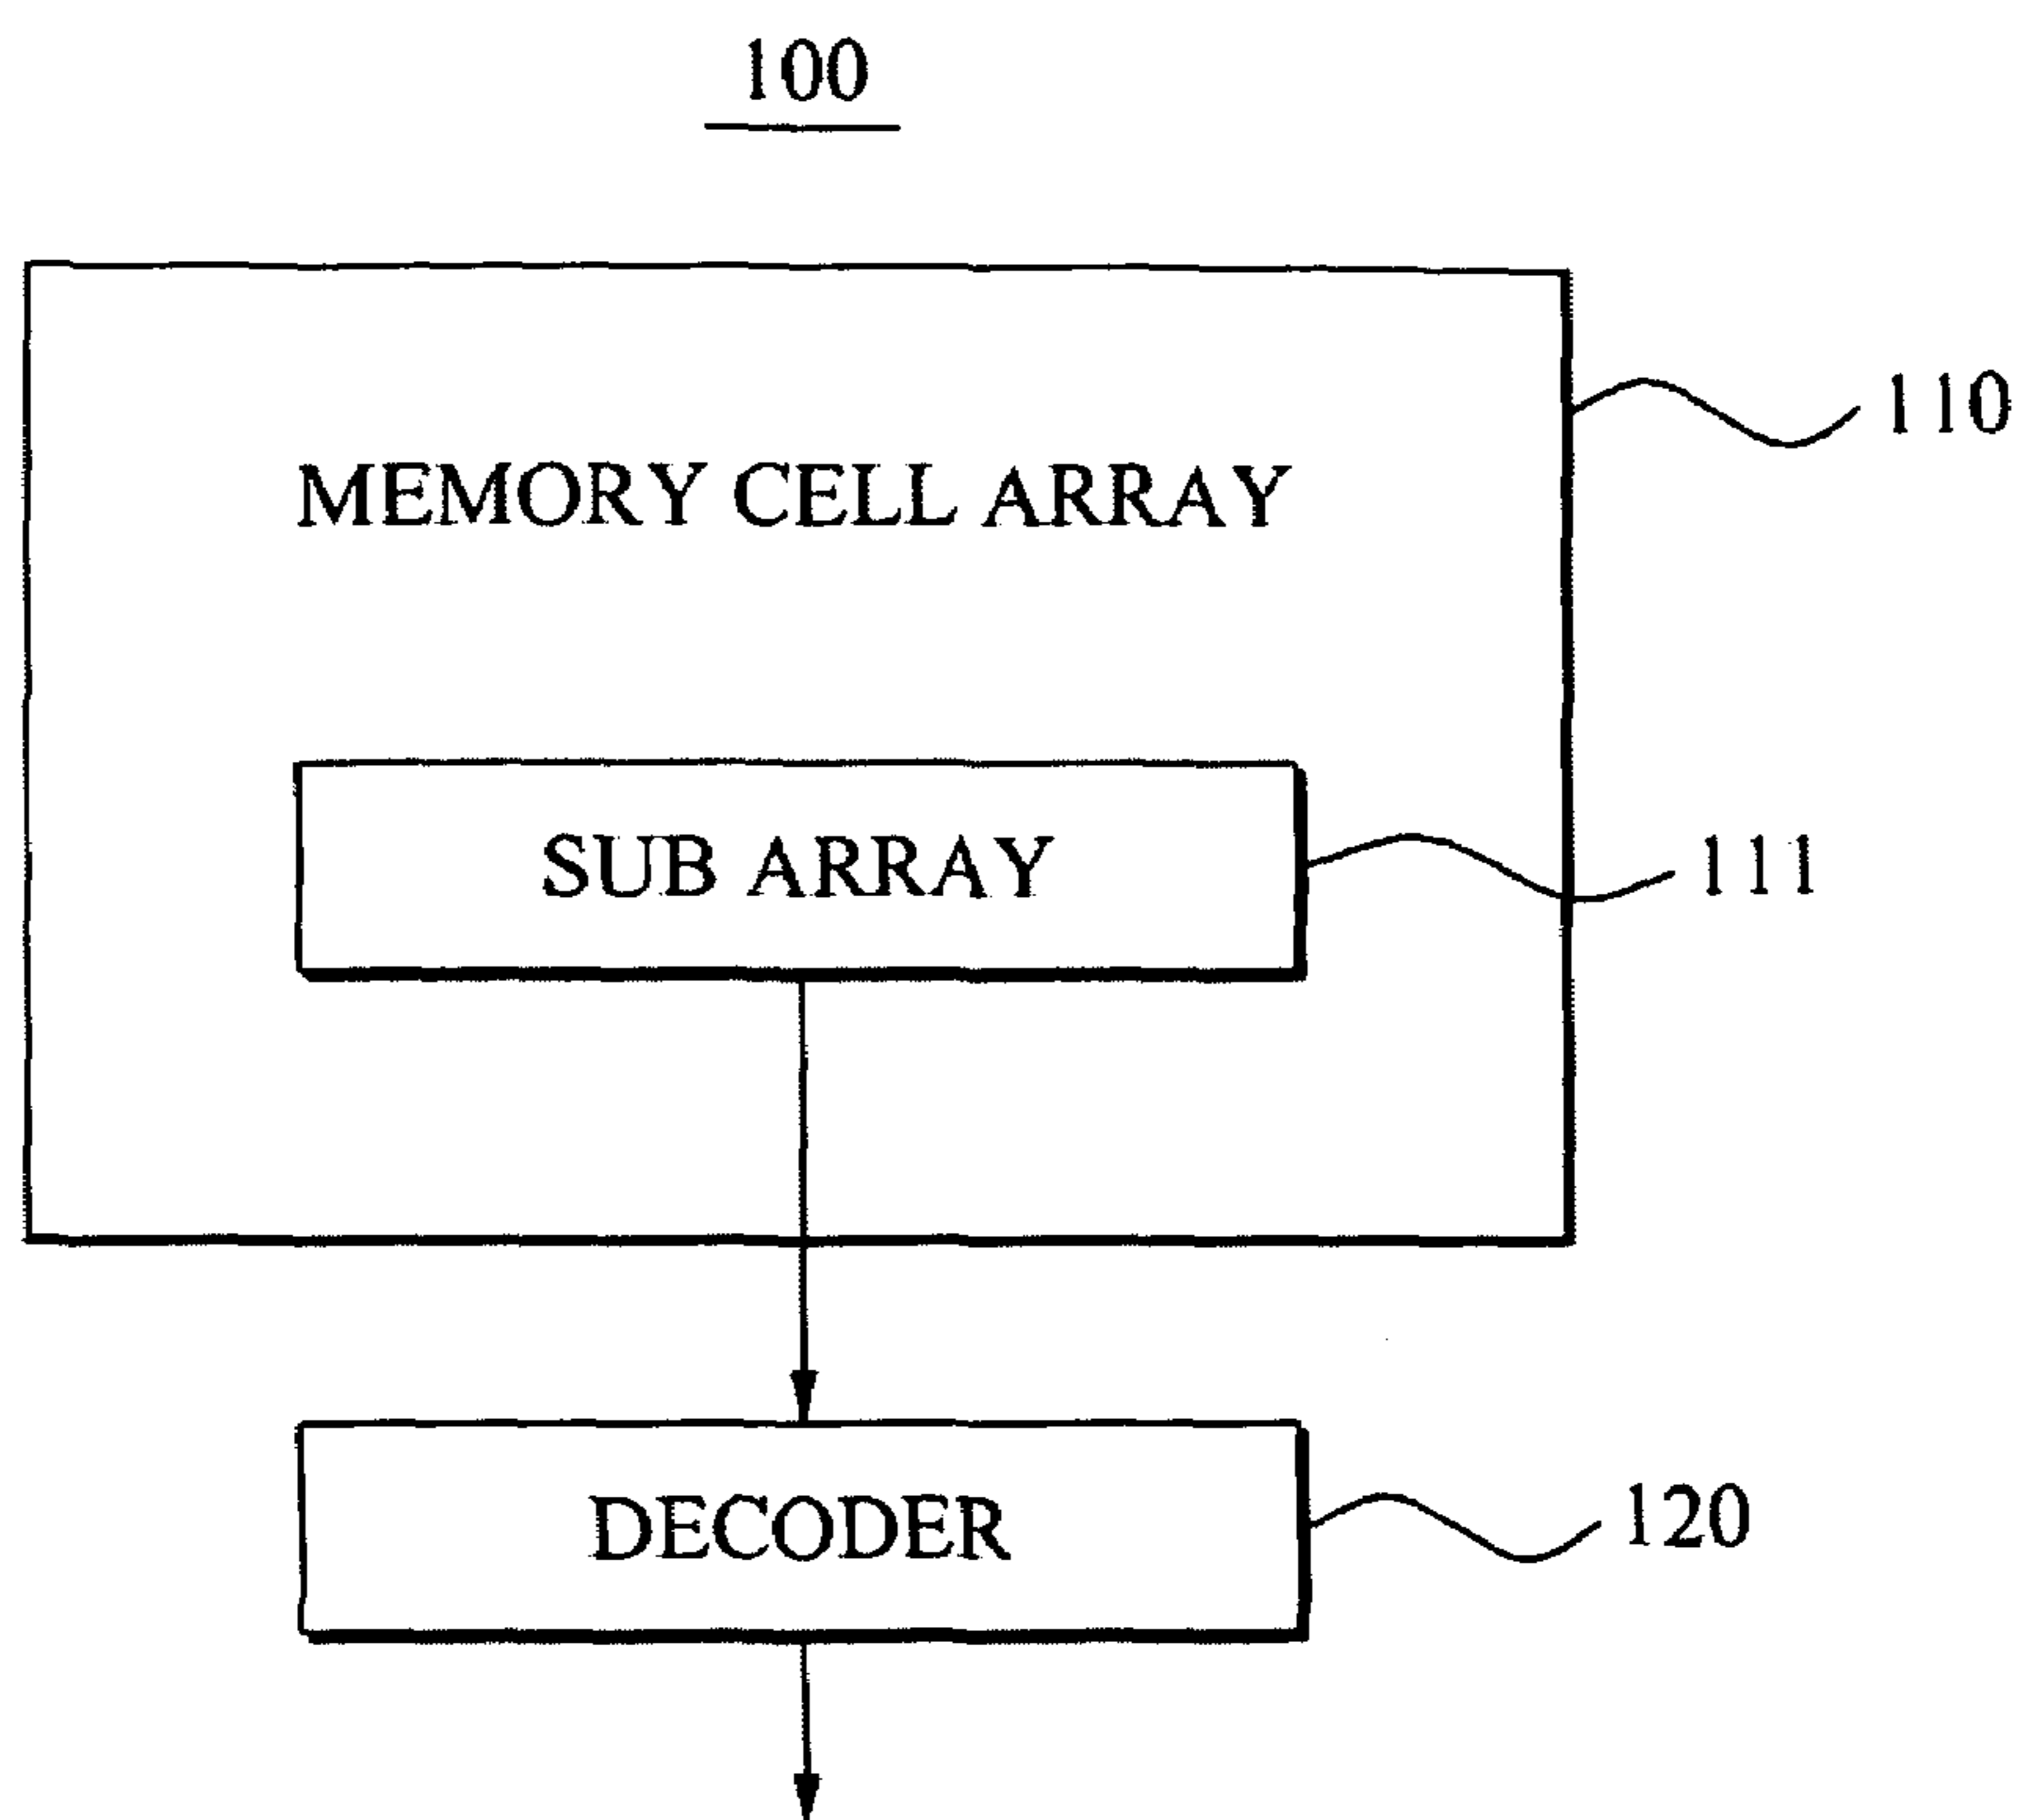 100
110
MEMORY CELL ARRAY
SUB ARRAY
111
DECODER
120